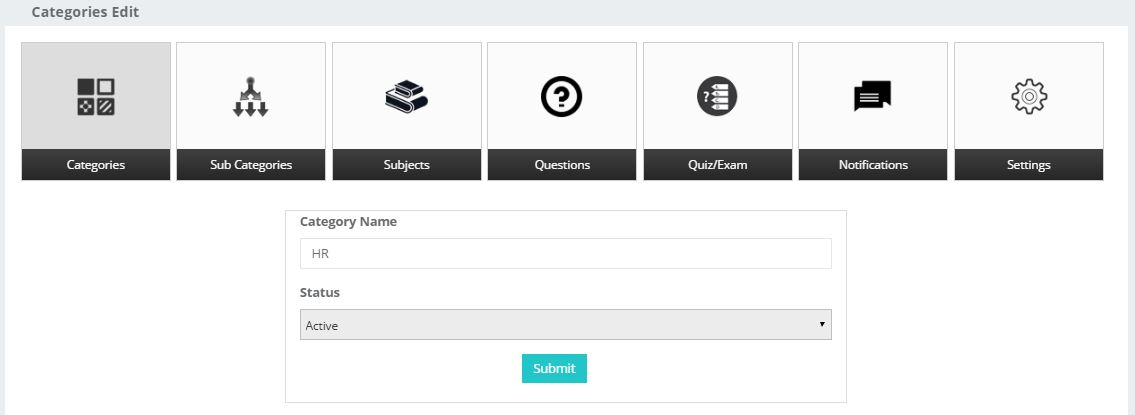 Categories Edit
Categories
Sub Categories
Subjects
Questions
Quiz/Exam
Notifications
Settings
Category Name
HR
Status
Active
Submit